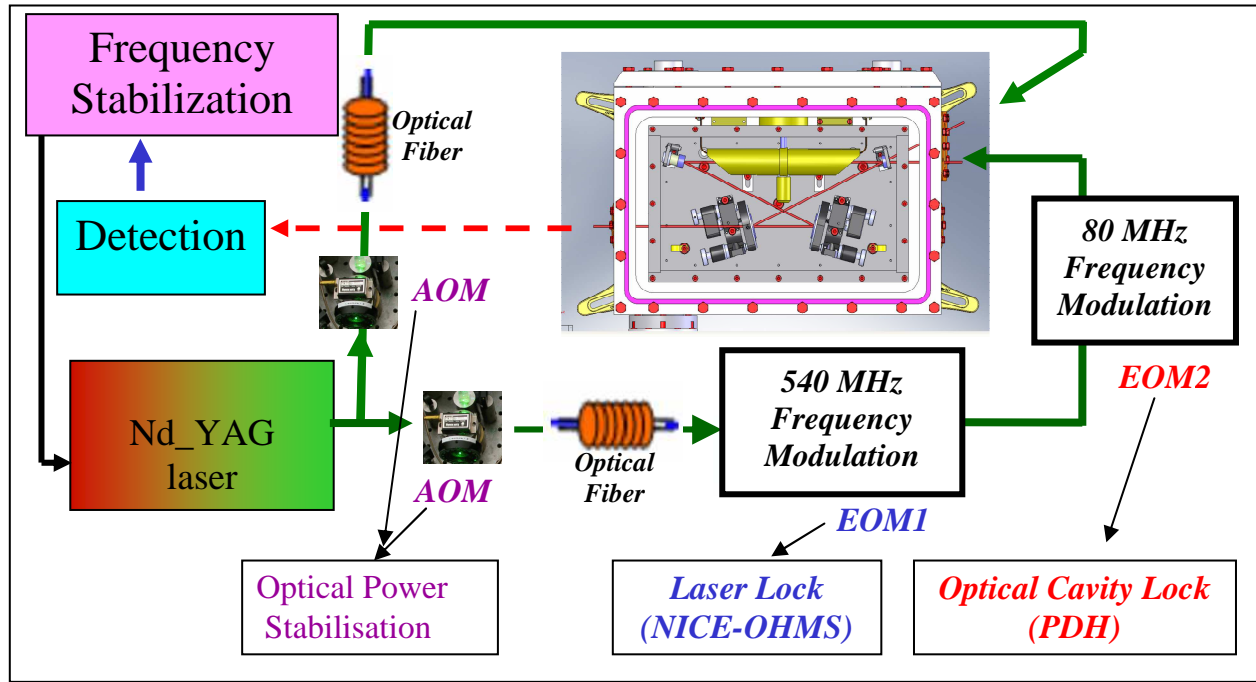 Frequency
Stabilization
Optical
Fiber
Detection
AOM
80 MHz
Frequency
Modulation
Nd_YAG
laser
AOM
Optical
Fiber
540 MHz
Frequency
Modulation
EOM2
EOM1
Optical Power
Stabilisation
Laser Lock
(NICE-OHMS)
Optical Cavity Lock
(PDH)